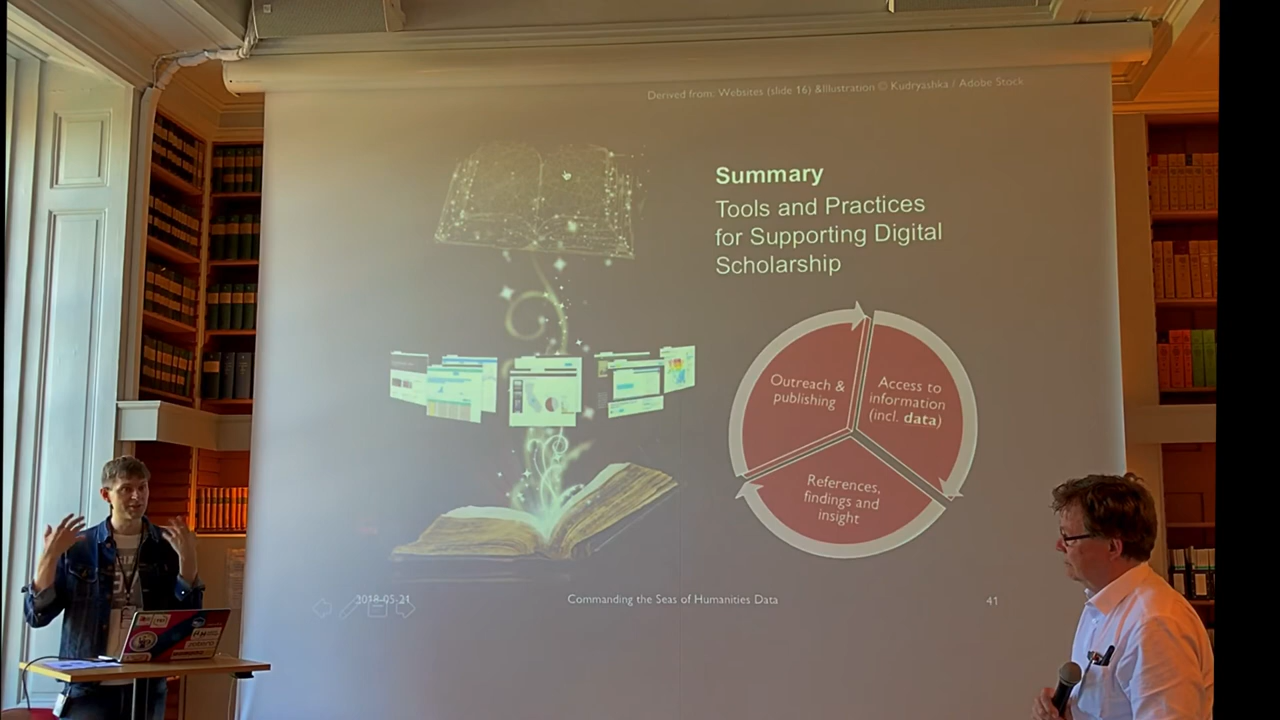 Derived from: Websites (slide 16) &Illustration © Kudryashka / Adobe Stock
Summary
Tools and Practices
for Supporting Digital
Scholarship
Outreach &
publishing
Access to
information
(incl. data)
References,
findings and
insight
2018-05-21
Commanding the Seas of Humanities Data
41